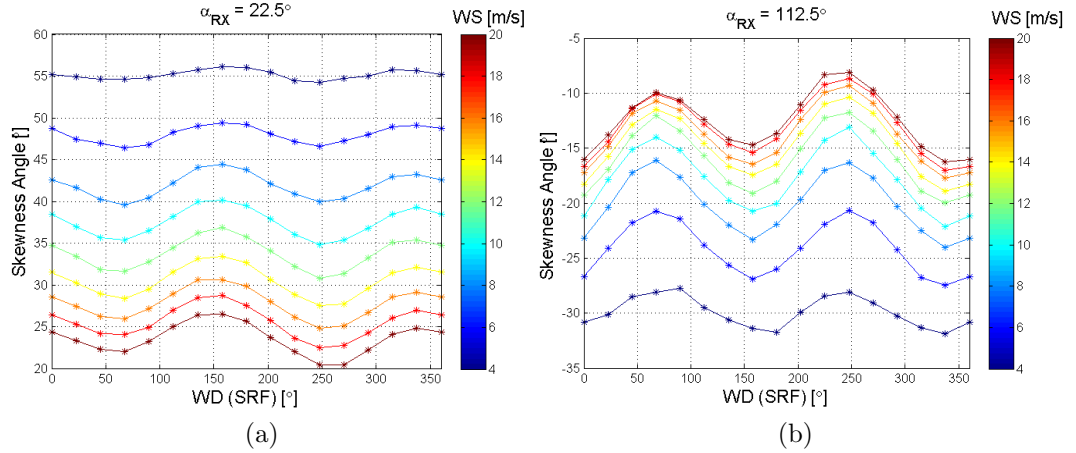 α_RX = 22.5°
WS [m/s]
60
55
50
45
40
35
30
25
20
Skewness Angle [°]
0 50 100 150 200 250 300 350
WD (SRF) [°]
20
18
16
14
12
10
8
6
4
(a)
α_RX = 112.5°
WS [m/s]
-5
-10
-15
-20
-25
-30
-35
Skewness Angle [°]
0 50 100 150 200 250 300 350
WD (SRF) [°]
20
18
16
14
12
10
8
6
4
(b)